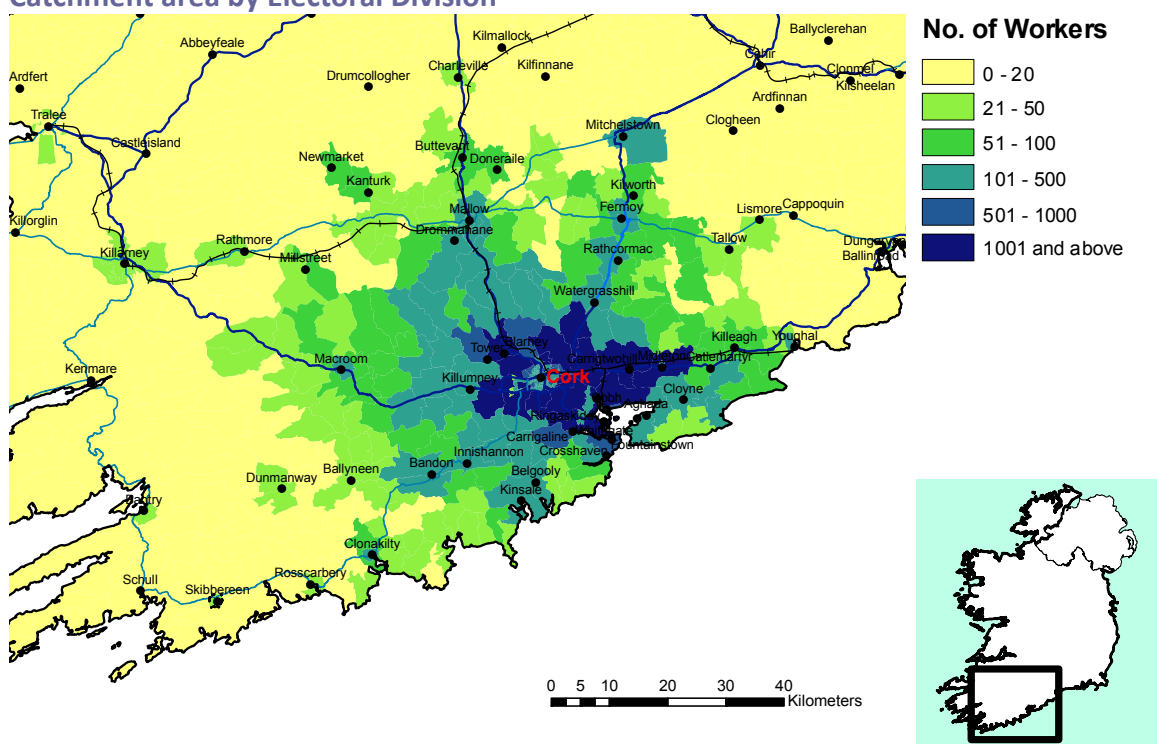 Catchment area by Electoral Division
No. of Workers
0 - 20
21 - 50
51 - 100
101 - 500
501 - 1000
1001 and above
Abbeyfeale
Kilmallock
Ballyclerehan
Ardfert
Drumcollogher
Charleville
Kilfinnane
Cahir
Clonmel
Kilsheelan
Ardfinnan
Tralee
Castleisland
Clogheen
Mitchelstown
Newmarket
Buttevant
Doneraile
Kanturk
Kilworth
Killorglin
Mallow
Fermoy
Lismore
Cappoquin
Killarney
Rathmore
Drommahane
Tallow
Dungarvan
Ballinroad
Millstreet
Rathcormac
Watergrasshill
Kenmare
Macroom
Tower
Blarney
Killeagh
Youghal
Carrigtwohill
Midleton
Castlemartyr
Killumney
Cork
Cobh
Cloyne
Aghada
Ringaskiddy
Carrigaline
Crosshaven
Fountainstown
Innishannon
Bandon
Belgooly
Ballyneen
Dunmanway
Kinsale
Bantry
Clonakilty
Schull
Skibbereen
Rosscarbery
0 5 10 20 30 40
Kilometers